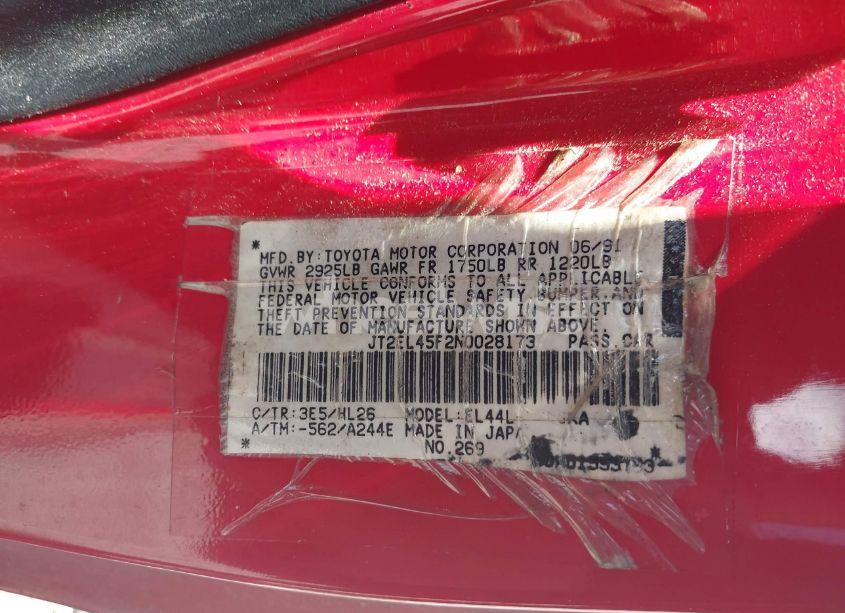 *
MFD.BY:TOYOTA MOTOR CORPORATION 06/91
GVWR 2925LB GAWR FR 1750LB RR 1220LB
THIS VEHICLE CONFORMS TO ALL APPLICABLE
FEDERAL MOTOR VEHICLE SAFETY, BUMPER,AND
THEFT PREVENTION STANDARDS IN EFFECT ON
THE DATE OF MANUFACTURE SHOWN ABOVE.
JT2EL45F2N0028173 PASS.CAR
C/TR:3E5/HL26 MODEL:EL44L
A/TM:-562/A244E MADE IN JAPA
* NO.269